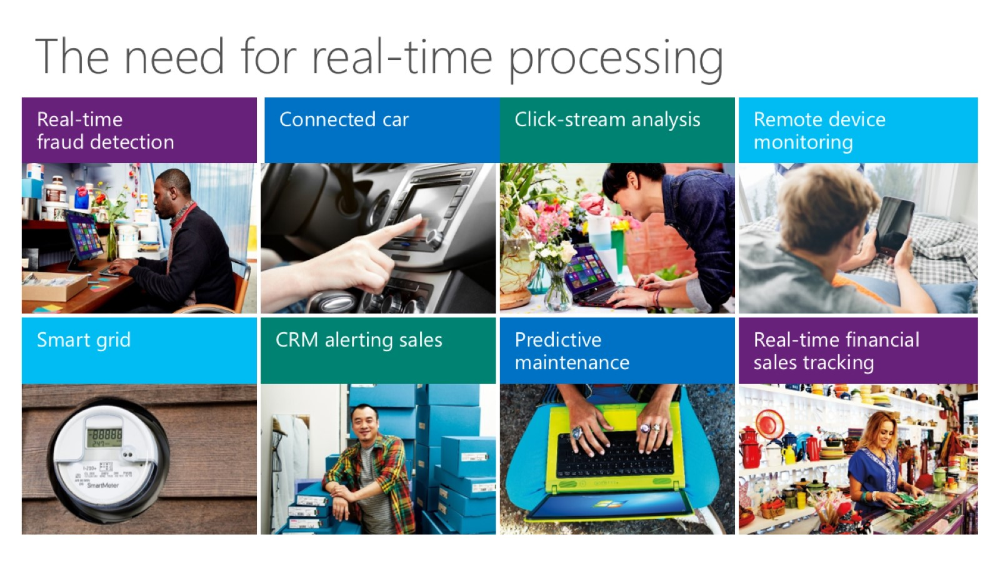 The need for real-time processing
Real-time
fraud detection
Connected car
Click-stream analysis
Remote device
monitoring
Smart grid
CRM alerting sales
Predictive
maintenance
Real-time financial
sales tracking
SmartMeter